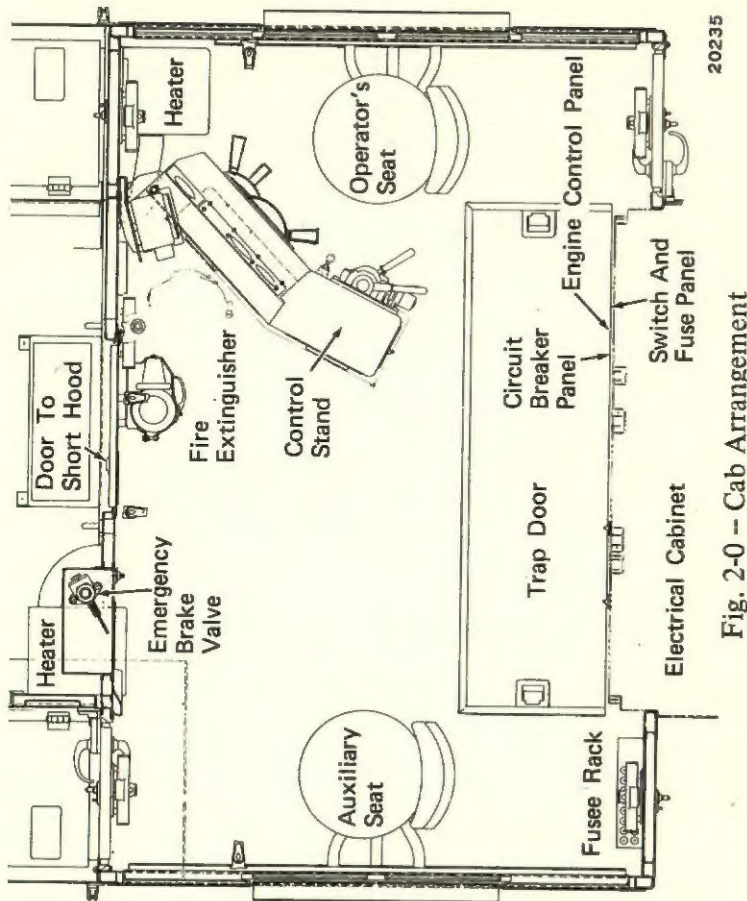 Heater
Door To
Short Hood
Heater
Emergency
Brake
Valve
Fire
Extinguisher
Control
Stand
Auxiliary
Seat
Operator's
Seat
Trap Door
Circuit
Breaker
Panel
Engine Control Panel
Fusee Rack
Electrical Cabinet
Switch And
Fuse Panel
20235
Fig. 2-0 – Cab Arrangement